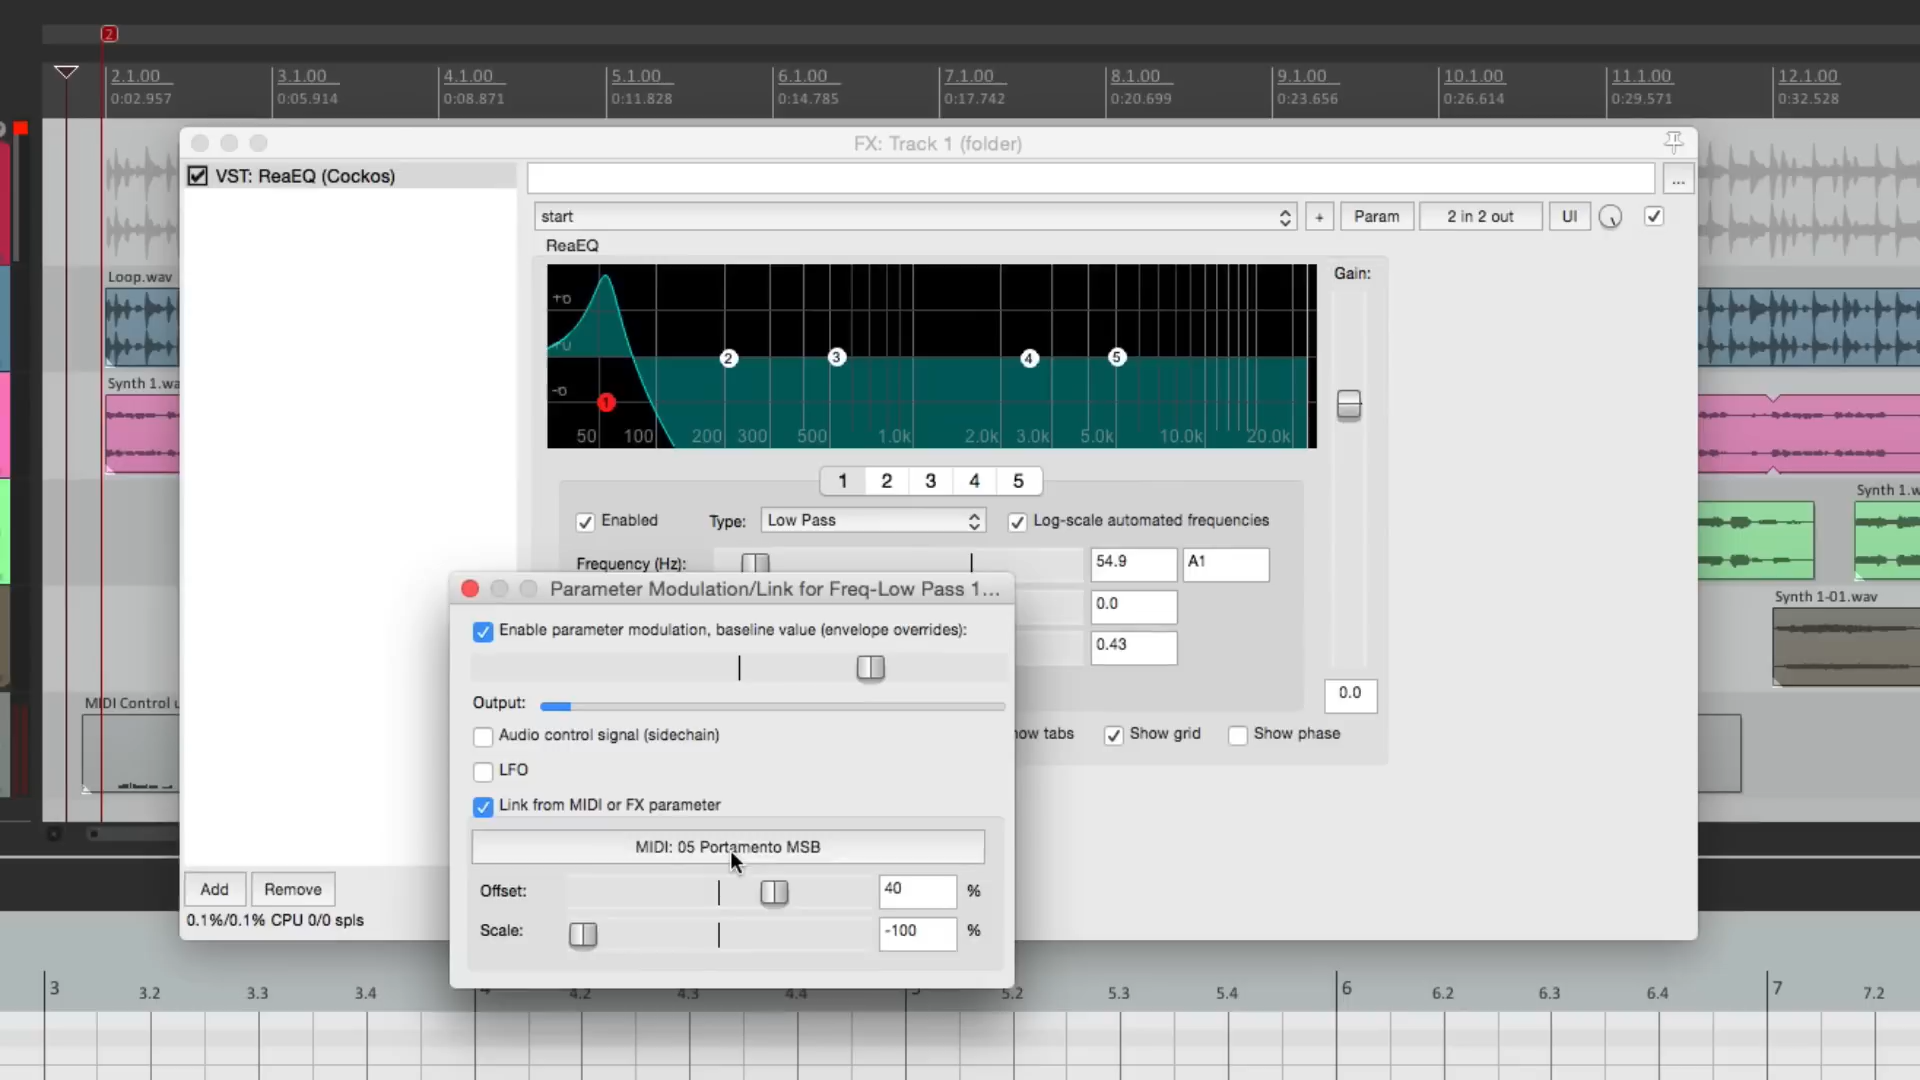 2
2.1.00 3.1.00 4.1.00 5.1.00 6.1.00 7.1.00 8.1.00 9.1.00 10.1.00 11.1.00 12.1.00
0:02.957 0:05.914 0:08.871 0:11.828 0:14.785 0:17.742 0:20.699 0:23.656 0:26.614 0:29.571 0:32.528
FX: Track 1 (folder)
VST: ReaEQ (Cockos)
...
start + Param 2 in 2 out UI
ReaEQ
Gain:
Loop.wav
2 3 4 5
1
Synth 1.wa
50 100 200 300 500 1.0k 2.0k 3.0k 5.0k 10.0k 20.0k
1 2 3 4 5
Synth 1.w
Enabled Type: Low Pass Log-scale automated frequencies
Frequency (Hz): 54.9 A1
Parameter Modulation/Link for Freq-Low Pass 1...
Synth 1-01.wav
0.0
Enable parameter modulation, baseline value (envelope overrides):
0.43
0.0
MIDI Control u
Output:
Audio control signal (sidechain)
ow tabs Show grid Show phase
LFO
Link from MIDI or FX parameter
MIDI: 05 Portamento MSB
Offset: 40 %
Scale: -100 %
Add Remove
0.1%/0.1% CPU 0/0 spls
3 3.2 3.3 3.4 4.2 4.3 4.4 5.2 5.3 5.4 6 6.2 6.3 6.4 7 7.2